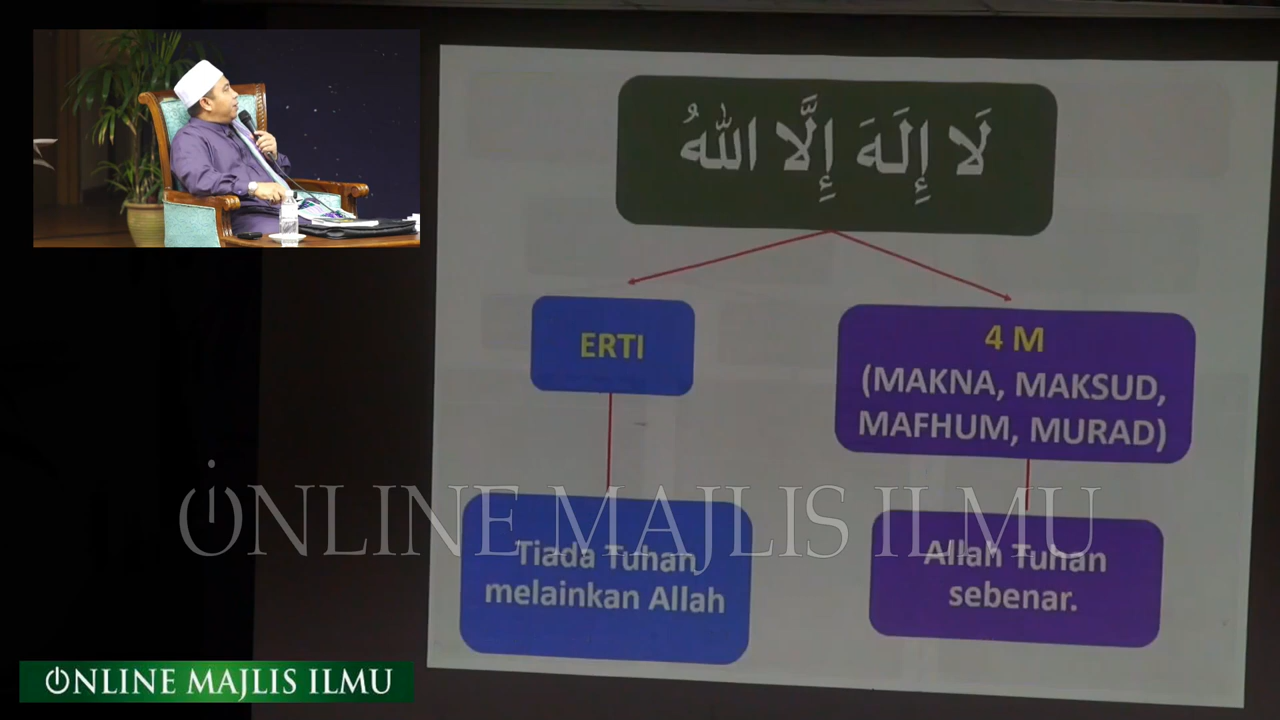 لَا إِلَهَ إِلَّا اللهُ
ERTI
4 M
(MAKNA, MAKSUD,
MAFHUM, MURAD)
Tiada Tuhan
melainkan Allah
Allah Tuhan
sebenar.
ONLINE MAJLIS ILMU
ONLINE MAJLIS ILMU